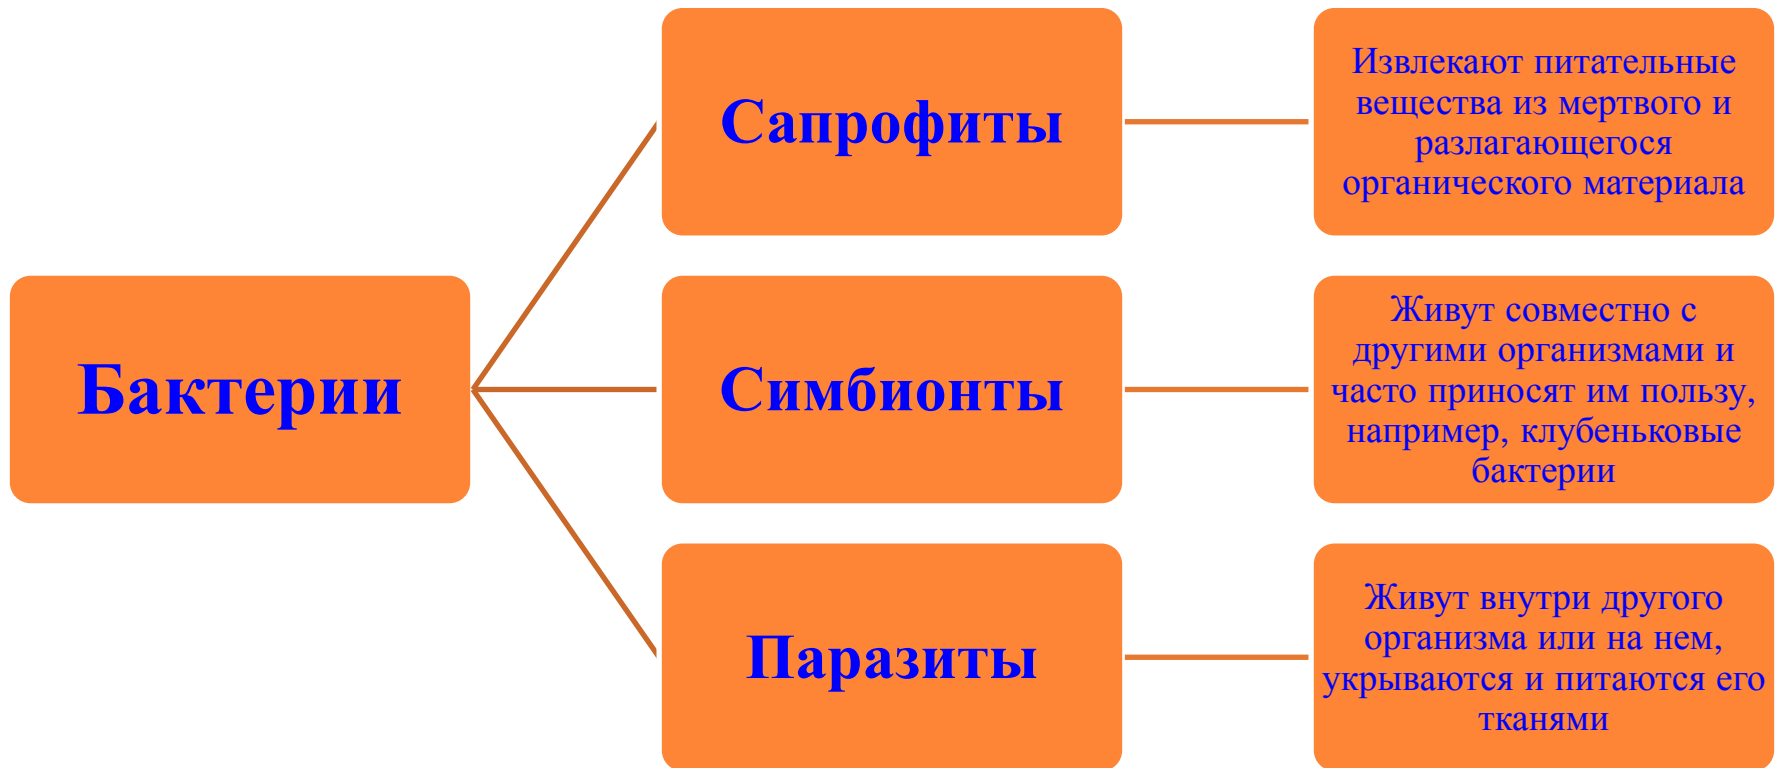 Бактерии
Сапрофиты
Извлекают питательные
вещества из мертвого и
разлагающегося
органического материала
Симбионты
Живут совместно с
другими организмами и
часто приносят им пользу,
например, клубеньковые
бактерии
Паразиты
Живут внутри другого
организма или на нем,
укрываются и питаются его
тканями